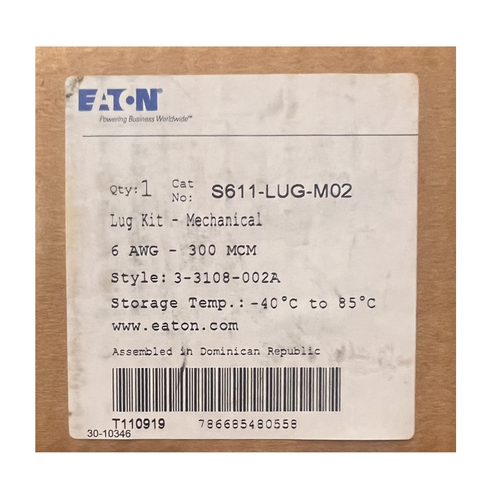 EATON
Powering Business Worldwide™
Qty: 1 Cat No: S611-LUG-M02
Lug Kit - Mechanical
6 AWG - 300 MCM
Style: 3-3108-002A
Storage Temp.: -40°C to 85°C
www.eaton.com
Assembled in Dominican Republic
T110919 786685480558
30-10346